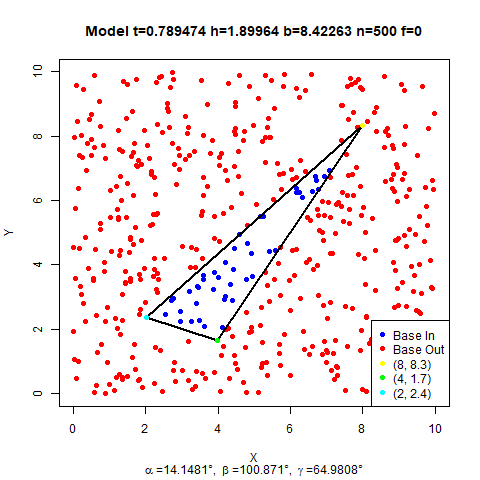 Model t=0.789474 h=1.89964 b=8.42263 n=500 f=0
Y
10
8
6
4
2
0
Base In
Base Out
(8, 8.3)
(4, 1.7)
(2, 2.4)
0 2 4 6 8 10
X
α=14.1481°, β=100.871°, γ=64.9808°